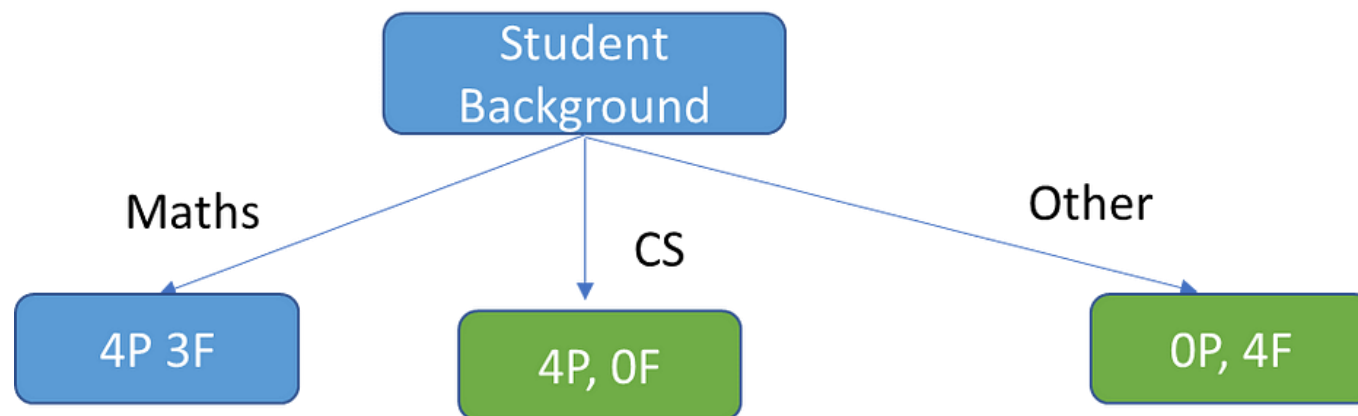 Student
Background
Maths
Other
CS
4P 3F
4P, 0F
0P, 4F